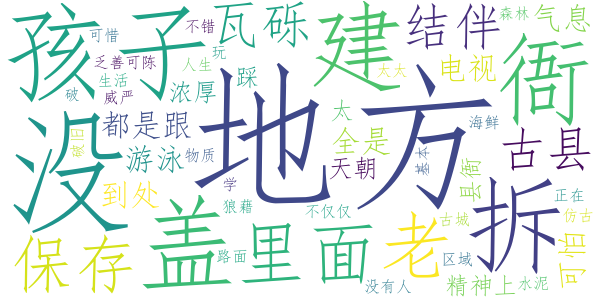 可惜 不错 瓦砾 结伴 森林 气息
孩子 乏善可陈 玩 建 太太 衙
生活 人生 踩 电视
威严 浓厚
没 破 都是跟 地方 太 海鲜 古县
全是
游泳 物质 天朝 基本 县衙 拆
到处 学
狼藉 不仅仅 老 正在
保存 盖 里面 古城 仿古
路面 区域 可怕
没有人 精神上 水泥